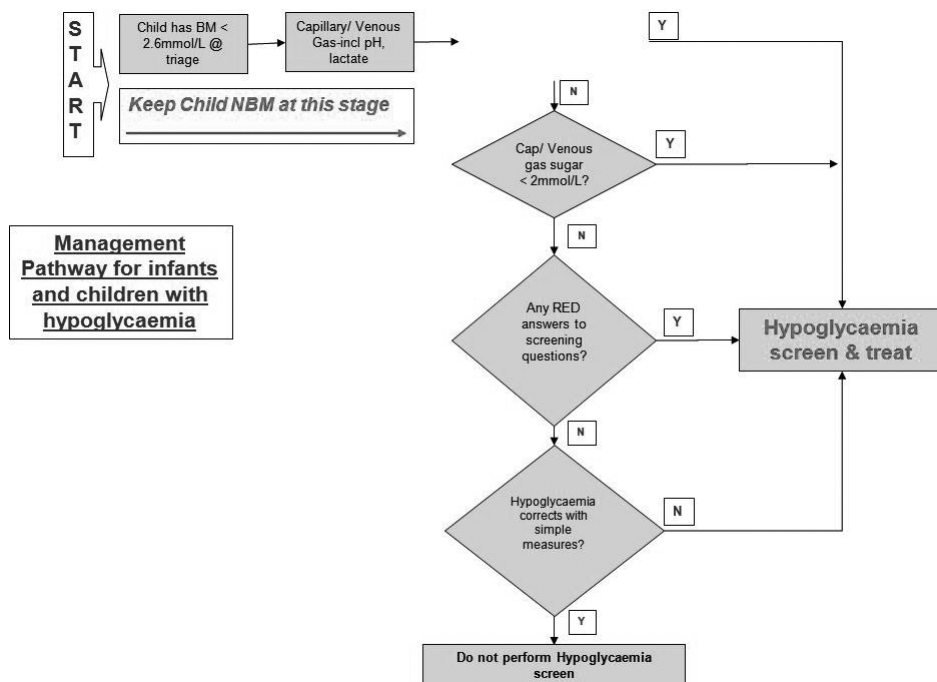 START
Child has BM <
2.6mmol/L @
triage
Capillary/ Venous
Gas-incl pH,
lactate
Y
Keep Child NBM at this stage
N
Cap/ Venous
gas sugar
< 2mmol/L?
Y
N
Management
Pathway for infants
and children with
hypoglycaemia
Any RED
answers to
screening
questions?
Y
Hypoglycaemia
screen & treat
N
Hypoglycaemia
corrects with
simple
measures?
N
Y
Do not perform Hypoglycaemia
screen